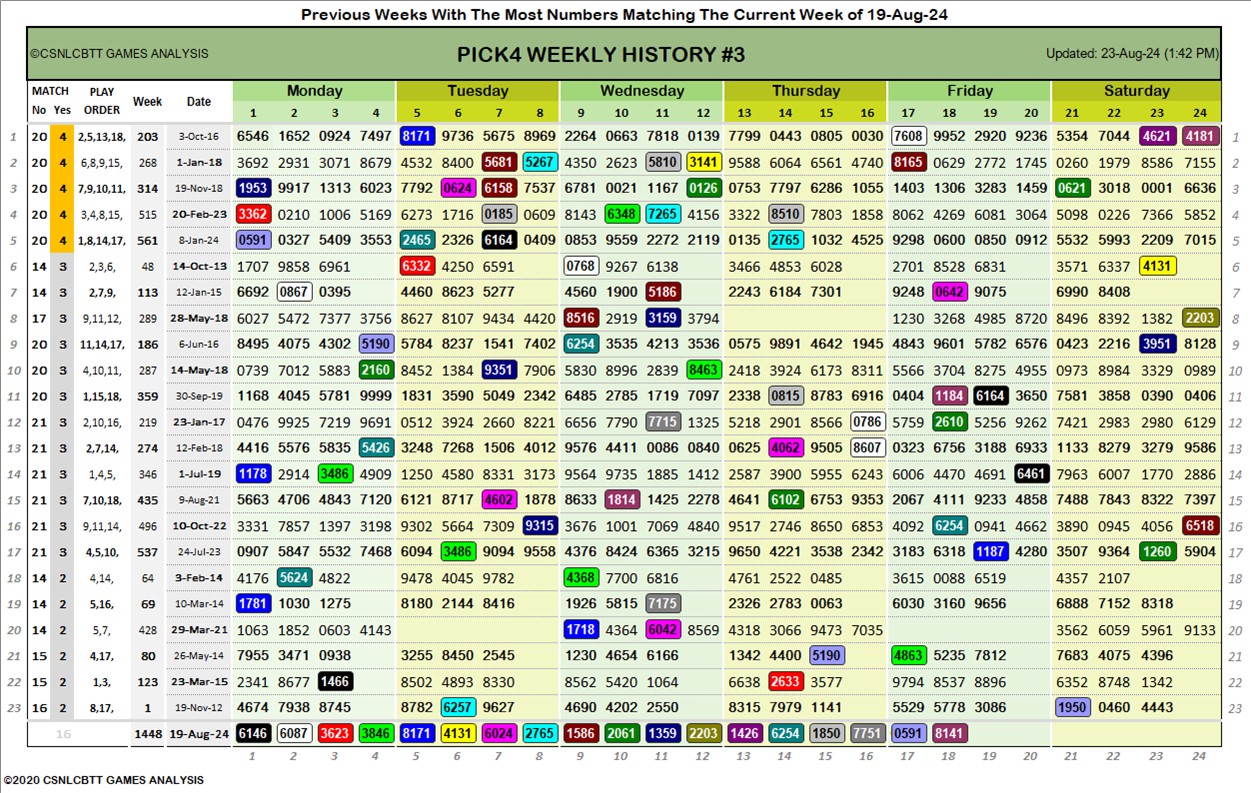 Previous Weeks With The Most Numbers Matching The Current Week of 19-Aug-24
©CSNLCBTT GAMES ANALYSIS PICK4 WEEKLY HISTORY #3 Updated: 23-Aug-24 (1:42 PM)
MATCH PLAY Week Date Monday Tuesday Wednesday Thursday Friday Saturday
No Yes ORDER 1 2 3 4 5 6 7 8 9 10 11 12 13 14 15 16 17 18 19 20 21 22 23 24
1 20 4 2,5,13,18, 203 3-Oct-16 6546 1652 0924 7497 8171 9736 5675 8969 2264 0663 7818 0139 7799 0443 0805 0030 7608 9952 2920 9236 5354 7044 4621 4181 1
2 20 4 6,8,9,15, 268 1-Jan-18 3692 2931 3071 8679 4532 8400 5681 5267 4350 2623 5810 3141 9588 6064 6561 4740 8165 0629 2772 1745 0260 1979 8586 7155 2
3 20 4 7,9,10,11, 314 19-Nov-18 1953 9917 1313 6023 7792 0624 6158 7537 6781 0021 1167 0126 0753 7797 6286 1055 1403 1306 3283 1459 0621 3018 0001 6636 3
4 20 4 3,4,8,15, 515 20-Feb-23 3362 0210 1006 5169 6273 1716 0185 0609 8143 6348 7265 4156 3322 8510 7803 1858 8062 4269 6081 3064 5098 0226 7366 5852 4
5 20 4 1,8,14,17, 561 8-Jan-24 0591 0327 5409 3553 2465 2326 6164 0409 0853 9559 2272 2119 0135 2765 1032 4525 9298 0600 0850 0912 5532 5993 2209 7015 5
6 14 3 2,3,6, 48 14-Oct-13 1707 9858 6961 6332 4250 6591 0768 9267 6138 3466 4853 6028 2701 8528 6831 3571 6337 4131 6
7 14 3 2,7,9, 113 12-Jan-15 6692 0867 0395 4460 8623 5277 4560 1900 5186 2243 6184 7301 9248 0642 9075 6990 8408 7
8 17 3 9,11,12, 289 28-May-18 6027 5472 7377 3756 8627 8107 9434 4420 8516 2919 3159 3794 1230 3268 4985 8720 8496 8392 1382 2203 8
9 20 3 11,14,17, 186 6-Jun-16 8495 4075 4302 5190 5784 8237 1541 7402 6254 3535 4213 3536 0575 9891 4642 1945 4843 9601 5782 6576 0423 2216 3951 8128 9
10 20 3 4,10,11, 287 14-May-18 0739 7012 5883 2160 8452 1384 9351 7906 5830 8996 2839 8463 2418 3924 6173 8311 5566 3704 8275 4955 0973 8984 3329 0989 10
11 20 3 1,15,18, 359 30-Sep-19 1168 4045 5781 9999 1831 3590 5049 2342 6485 2785 1719 7097 2338 0815 8783 6916 0404 1184 6164 3650 7581 3858 0390 0406 11
12 21 3 2,10,16, 219 23-Jan-17 0476 9925 7219 9691 0512 3924 2660 8221 6656 7790 7715 1325 5218 2901 8566 0786 5759 2610 5256 9262 7421 2983 2980 6129 12
13 21 3 2,7,14, 274 12-Feb-18 4416 5576 5835 5426 3248 7268 1506 4012 9576 4411 0086 0840 0625 4062 9505 8607 0323 6756 3188 6933 1133 8279 3279 9586 13
14 21 3 1,4,5, 346 1-Jul-19 1178 2914 3486 4909 1250 4580 8331 3173 9564 9735 1885 1412 2583 3900 5955 6243 6006 4470 4691 6461 7963 6007 1770 2886 14
15 21 3 7,10,18, 435 9-Aug-21 5663 4706 4843 7120 6121 8717 4602 1878 8633 1814 1425 2278 4641 6102 6753 9353 2067 4111 9233 4858 7488 7843 8322 7397 15
16 21 3 9,11,14, 496 10-Oct-22 3331 7857 1397 3198 9302 5664 7309 9315 3676 1001 7069 4840 9517 2746 8650 6853 4092 6254 0941 4662 3890 0945 4056 6518 16
17 21 3 4,5,10, 537 24-Jul-23 0907 5847 5532 7468 6094 3486 9094 9558 4376 8424 6365 3215 9650 4221 3538 2342 3183 6318 1187 4280 3507 9364 1260 5904 17
18 14 2 4,14, 64 3-Feb-14 4176 5624 4822 9478 4045 9782 4368 7700 6816 4761 2522 0485 3615 0088 6519 4357 2107 18
19 14 2 5,16, 69 10-Mar-14 1781 1030 1275 8180 2144 8416 1926 5815 7175 2326 2783 0063 6030 3160 9656 6888 7152 8318 19
20 14 2 5,7, 428 29-Mar-21 1063 1852 0603 4143 1718 4364 6042 8569 4318 3066 9473 7035 3562 6059 5961 9133 20
21 15 2 4,17, 80 26-May-14 7955 3471 0938 3255 8450 2545 1230 4654 6166 1342 4400 5190 4863 5235 7812 7683 4075 4396 21
22 15 2 1,3, 123 23-Mar-15 2341 8677 1466 8502 4893 8330 8562 5420 1064 6638 2633 3577 9794 8537 8896 6352 8748 1342 22
23 16 2 8,17, 1 19-Nov-12 4674 7938 8745 8782 6257 9627 4690 4202 2550 8315 7979 1141 5529 5778 3086 1950 0460 4443 23
16 1448 19-Aug-24 6146 6087 3623 3846 8171 4131 6024 2765 1586 2061 1359 2203 1426 6254 1850 7751 0591 8141
1 2 3 4 5 6 7 8 9 10 11 12 13 14 15 16 17 18 19 20 21 22 23 24
©2020 CSNLCBTT GAMES ANALYSIS